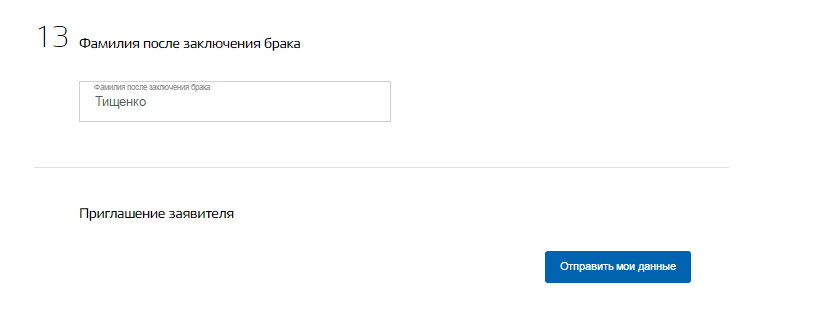 13 Фамилия после заключения брака
Фамилия после заключения брака
Тищенко
Приглашение заявителя
Отправить мои данные